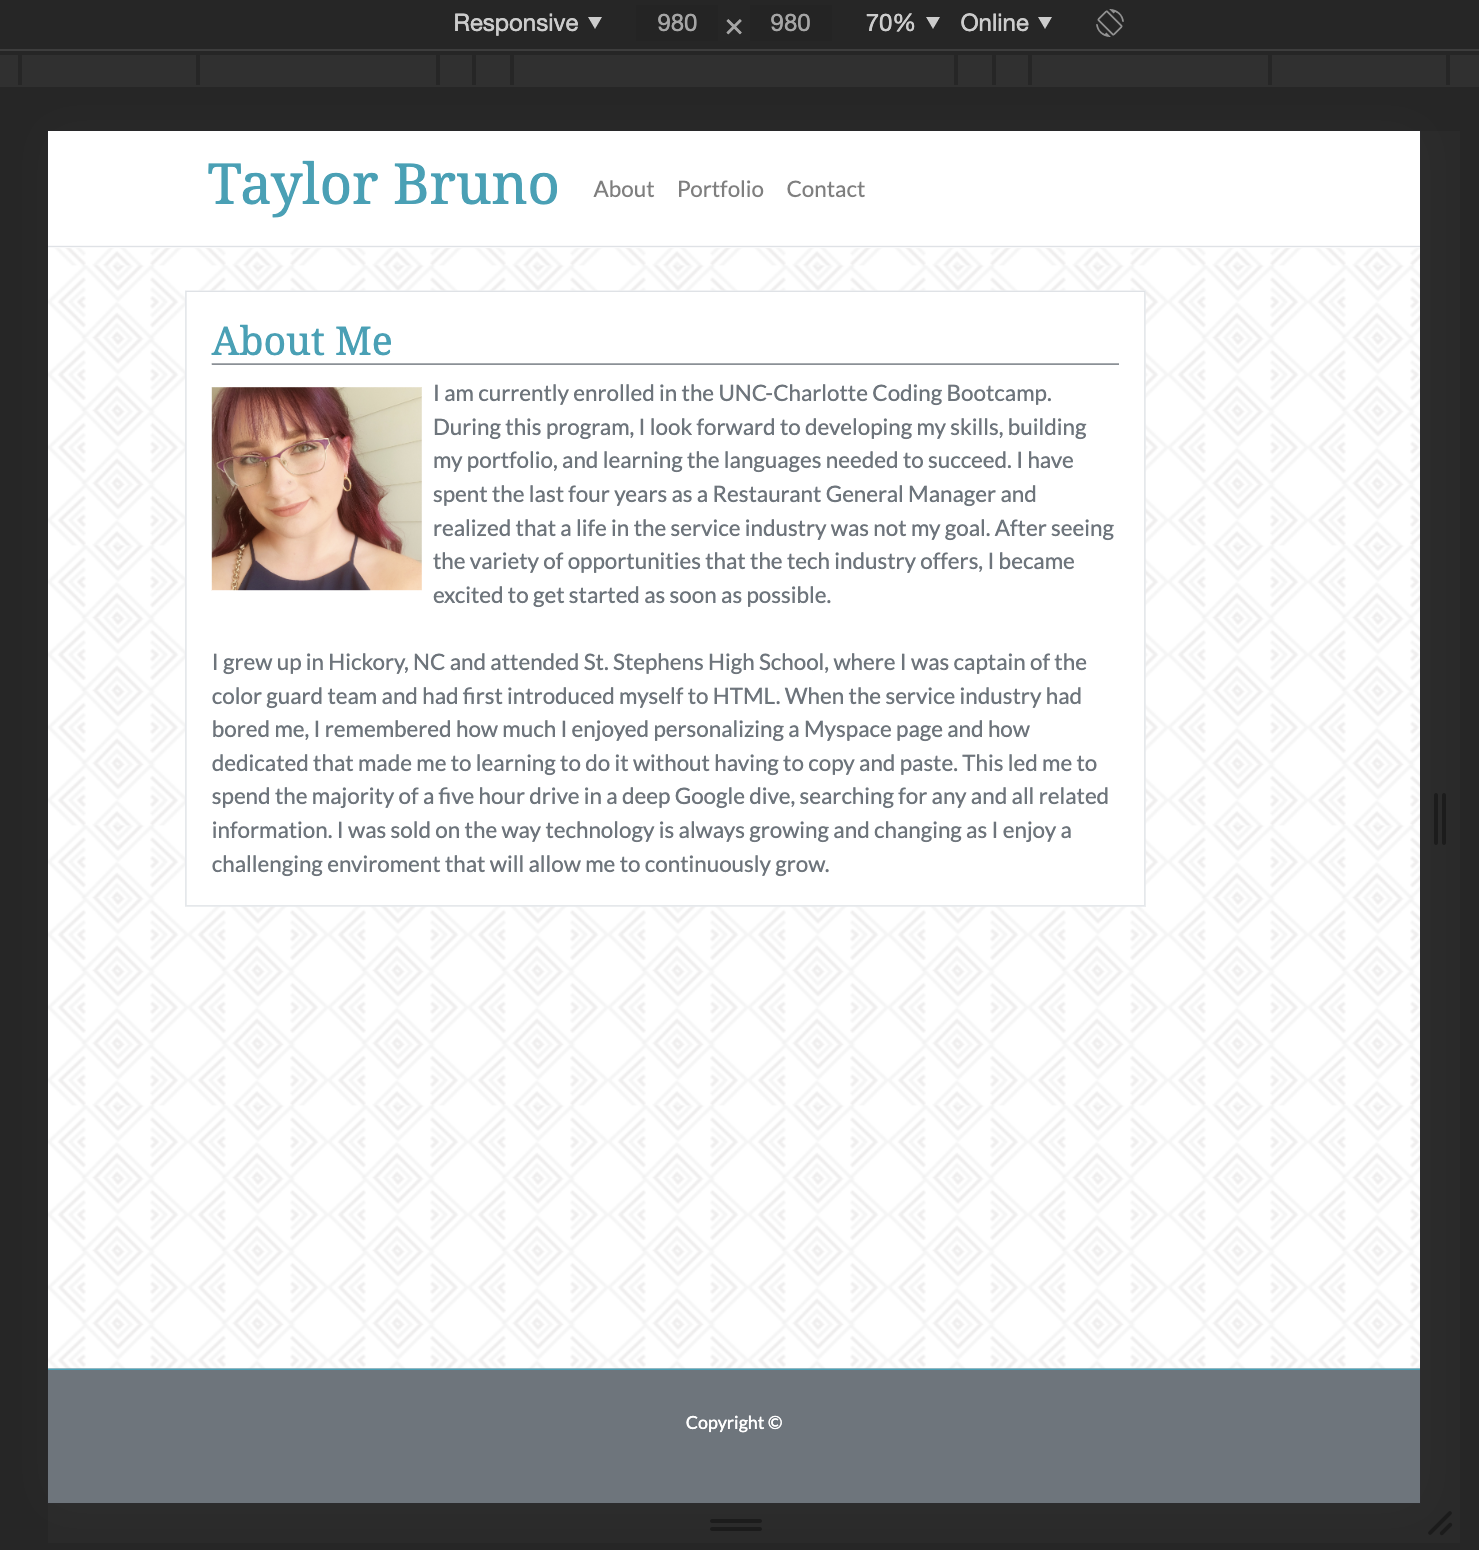 Responsive ▼ 980 × 980 70% ▼ Online ▼
Taylor Bruno About Portfolio Contact
About Me
I am currently enrolled in the UNC-Charlotte Coding Bootcamp.
During this program, I look forward to developing my skills, building
my portfolio, and learning the languages needed to succeed. I have
spent the last four years as a Restaurant General Manager and
realized that a life in the service industry was not my goal. After seeing
the variety of opportunities that the tech industry offers, I became
excited to get started as soon as possible.
I grew up in Hickory, NC and attended St. Stephens High School, where I was captain of the
color guard team and had first introduced myself to HTML. When the service industry had
bored me, I remembered how much I enjoyed personalizing a Myspace page and how
dedicated that made me to learning to do it without having to copy and paste. This led me to
spend the majority of a five hour drive in a deep Google dive, searching for any and all related
information. I was sold on the way technology is always growing and changing as I enjoy a
challenging enviroment that will allow me to continuously grow.
Copyright ©